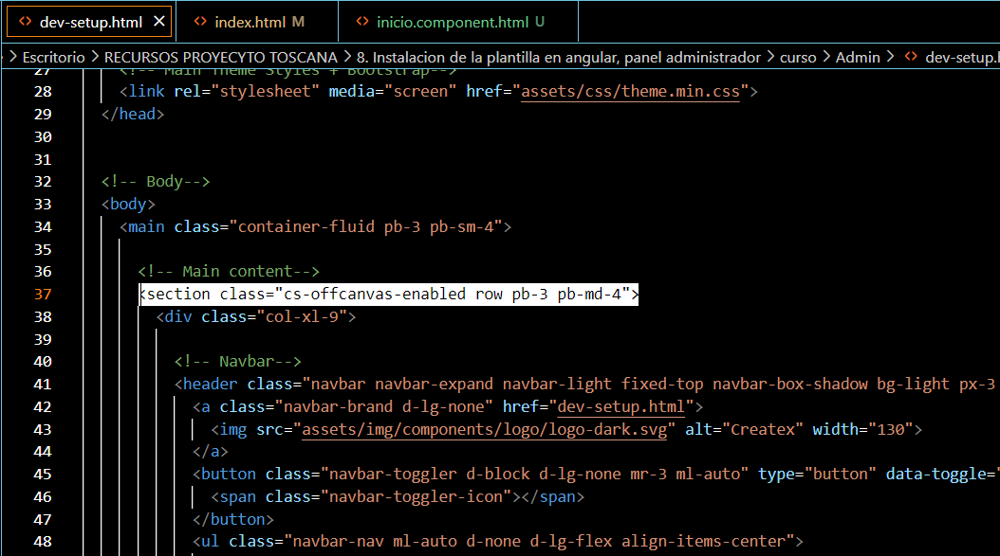 dev-setup.html × index.html M inicio.component.html U
> Escritorio > RECURSOS PROYECYTO TOSCANA > 8. Instalacion de la plantilla en angular, panel administrador > curso > Admin > dev-setup.
27 <!-- Main Theme Styles + Bootstrap-->
28 <link rel="stylesheet" media="screen" href="assets/css/theme.min.css">
29 </head>
30
31
32 <!-- Body-->
33 <body>
34 <main class="container-fluid pb-3 pb-sm-4">
35
36 <!-- Main content-->
37 <section class="cs-offcanvas-enabled row pb-3 pb-md-4">
38 <div class="col-xl-9">
39
40 <!-- Navbar-->
41 <header class="navbar navbar-expand navbar-light fixed-top navbar-box-shadow bg-light px-3
42 <a class="navbar-brand d-lg-none" href="dev-setup.html">
43 <img src="assets/img/components/logo/logo-dark.svg" alt="Createx" width="130">
44 </a>
45 <button class="navbar-toggler d-block d-lg-none mr-3 ml-auto" type="button" data-toggle="
46 <span class="navbar-toggler-icon"></span>
47 </button>
48 <ul class="navbar-nav ml-auto d-none d-lg-flex align-items-center">